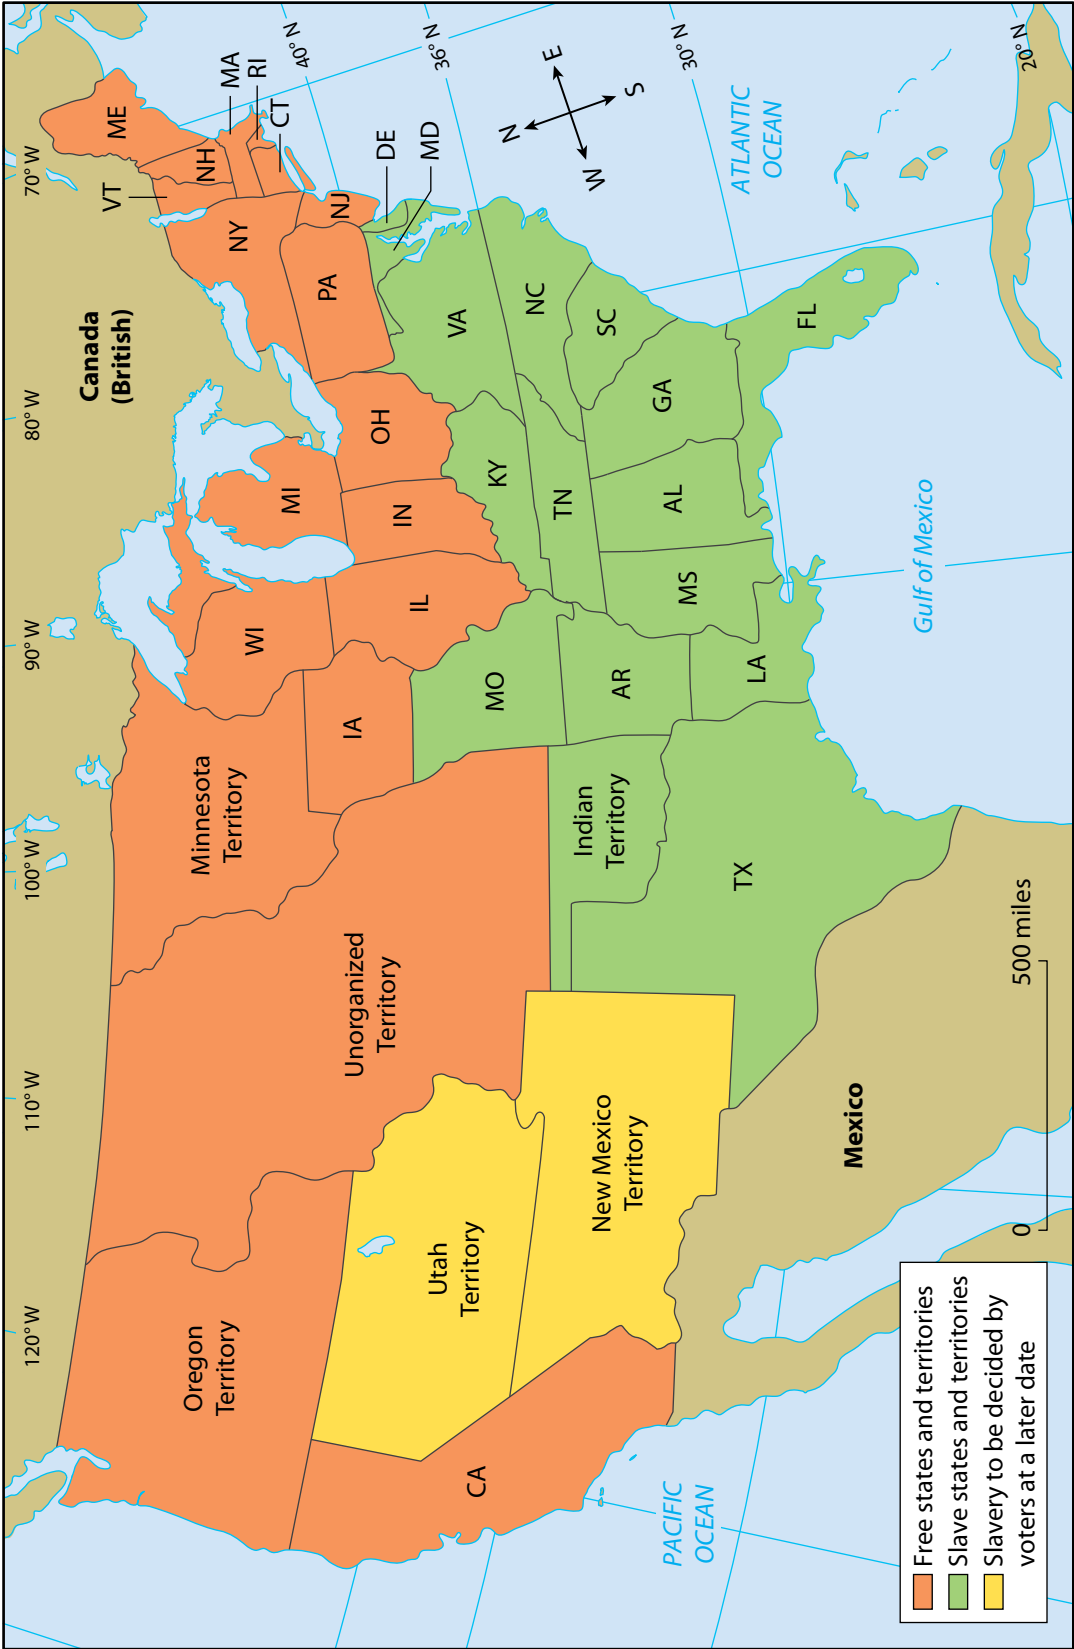 120° W
110° W
100° W
90° W
80° W
70° W
40° N
36° N
30° N
20° N
Canada
(British)
Oregon
Territory
Minnesota
Territory
Unorganized
Territory
Utah
Territory
New Mexico
Territory
Indian
Territory
CA
TX
IA
WI
MI
IL
IN
OH
PA
NY
VT
NH
ME
MA
RI
CT
NJ
DE
MD
VA
NC
SC
GA
FL
KY
TN
AL
MS
MO
AR
LA
Mexico
PACIFIC
OCEAN
ATLANTIC
OCEAN
Gulf of Mexico
N
E
S
W
0
500 miles
Free states and territories
Slave states and territories
Slavery to be decided by
voters at a later date